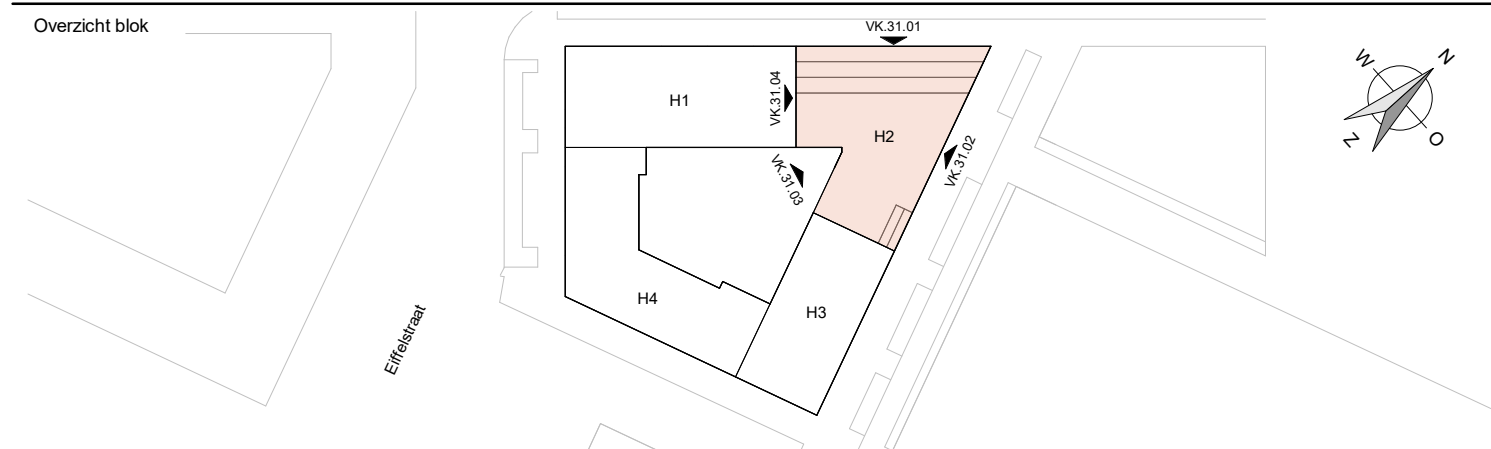 Overzicht blok
VK.31.01
W
N
Z
O
H1
VK.31.04
H2
VK.31.02
VK.31.03
H4
H3
Eiffelstraat